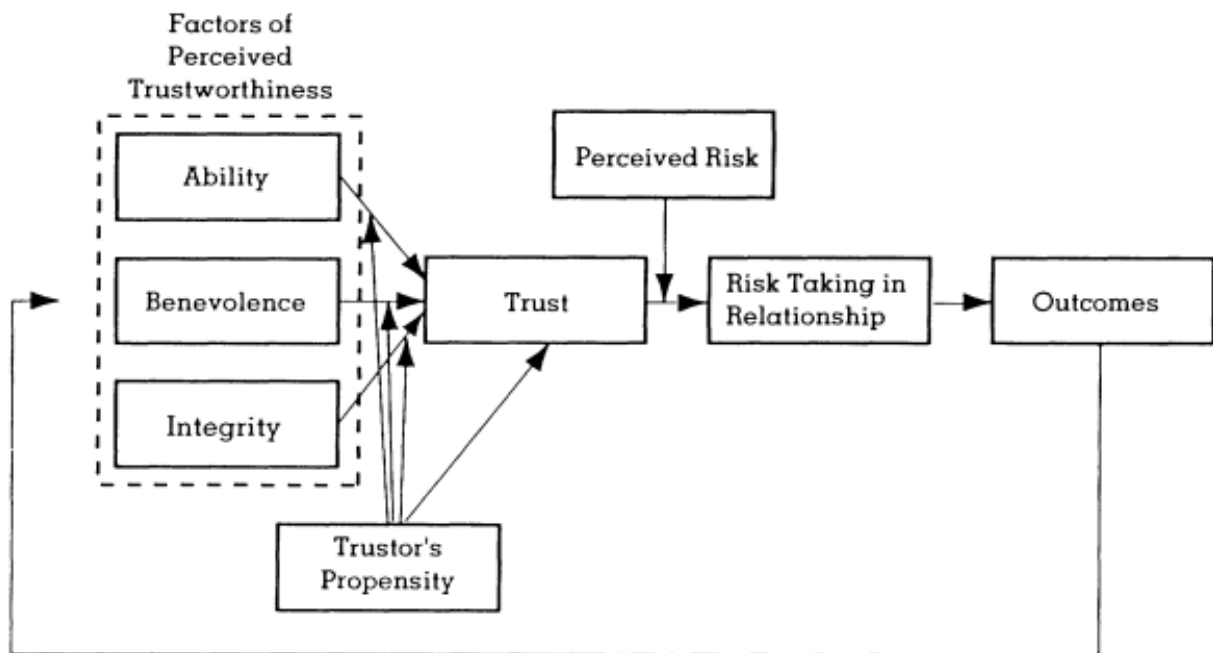 Factors of
Perceived
Trustworthiness
Ability
Benevolence
Integrity
Trustor's
Propensity
Trust
Perceived Risk
Risk Taking in
Relationship
Outcomes